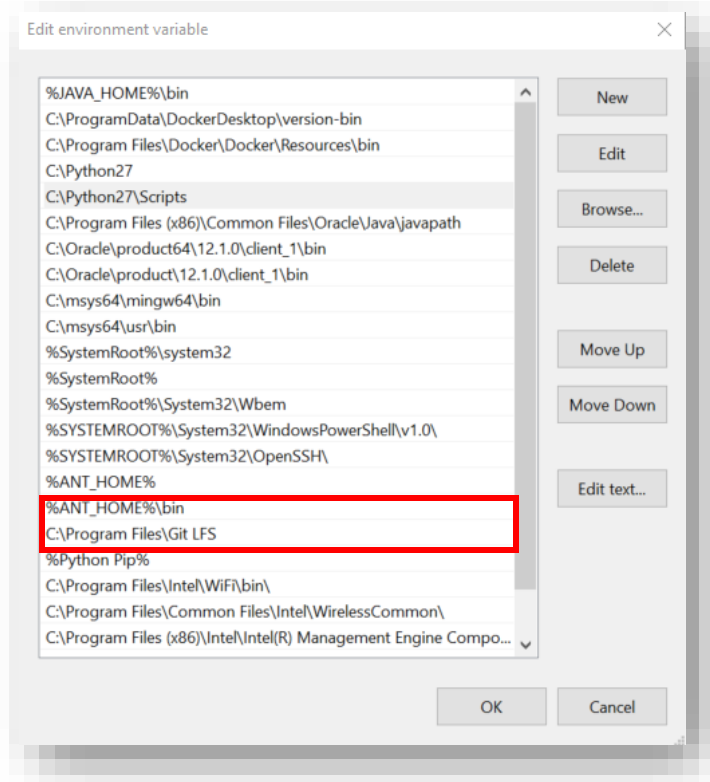 Edit environment variable
%JAVA_HOME%\bin
New
C:\ProgramData\DockerDesktop\version-bin
C:\Program Files\Docker\Docker\Resources\bin
Edit
C:\Python27
C:\Python27\Scripts
Browse...
C:\Program Files (x86)\Common Files\Oracle\Java\javapath
C:\Oracle\product64\12.1.0\client_1\bin
Delete
C:\Oracle\product\12.1.0\client_1\bin
C:\msys64\mingw64\bin
C:\msys64\usr\bin
%SystemRoot%\system32
Move Up
%SystemRoot%
%SystemRoot%\System32\Wbem
Move Down
%SYSTEMROOT%\System32\WindowsPowerShell\v1.0\
%SYSTEMROOT%\System32\OpenSSH\
%ANT_HOME%
Edit text...
%ANT_HOME%\bin
C:\Program Files\Git LFS
%Python Pip%
C:\Program Files\Intel\WiFi\bin\
C:\Program Files\Common Files\Intel\WirelessCommon\
C:\Program Files (x86)\Intel\Intel(R) Management Engine Compo...
OK
Cancel